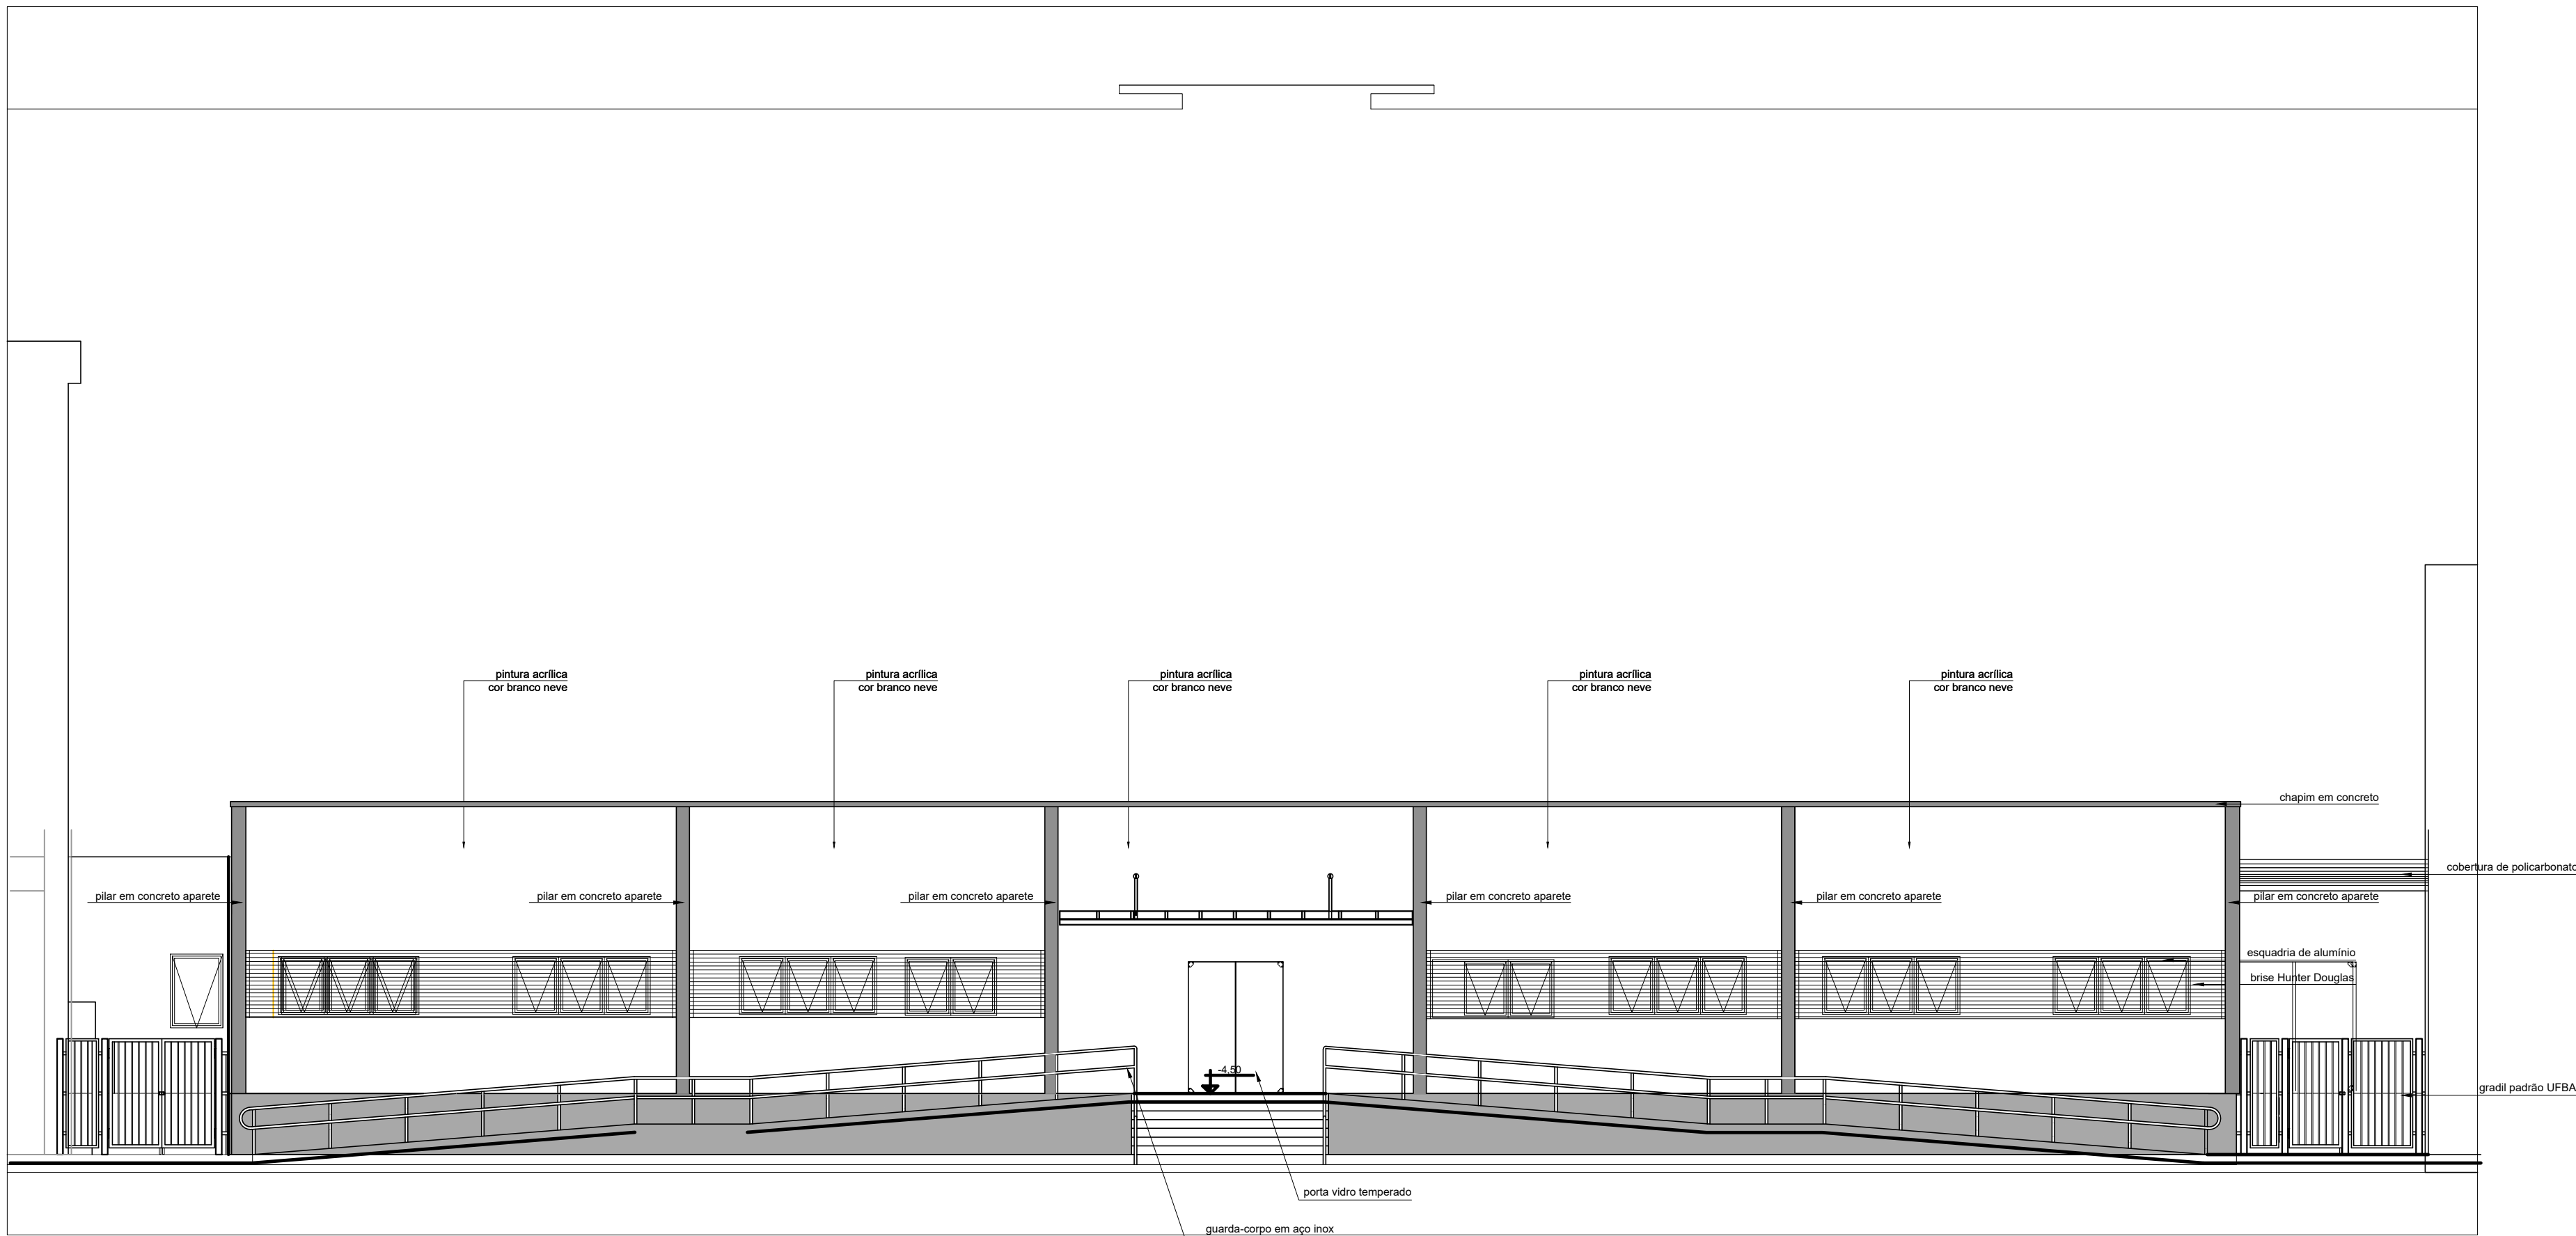 pintura acrílica
cor branco neve
pintura acrílica
cor branco neve
pintura acrílica
cor branco neve
pintura acrílica
cor branco neve
pintura acrílica
cor branco neve
chapim em concreto
cobertura de policarbonato
pilar em concreto aparete
pilar em concreto aparete
pilar em concreto aparete
pilar em concreto aparete
pilar em concreto aparete
pilar em concreto aparete
esquadria de alumínio
brise Hunter Douglas
-4,50
gradil padrão UFBA
porta vidro temperado
guarda-corpo em aço inox